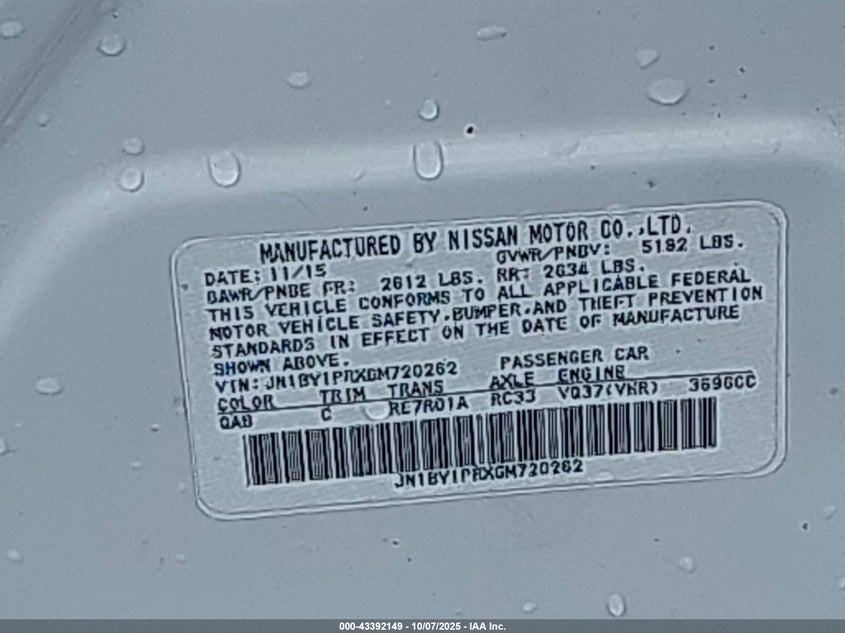 MANUFACTURED BY NISSAN MOTOR CO.,LTD.
DATE: 11/15 GVWR/PNBV: 5182 LBS.
GAWR/PNBE FR: 2612 LBS. RR: 2634 LBS.
THIS VEHICLE CONFORMS TO ALL APPLICABLE FEDERAL
MOTOR VEHICLE SAFETY,BUMPER,AND THEFT PREVENTION
STANDARDS IN EFFECT ON THE DATE OF MANUFACTURE
SHOWN ABOVE.
VIN: JN1BY1PRXGM720262 PASSENGER CAR
COLOR TRIM TRANS AXLE ENGINE
QAB C RE7R01A RC33 VQ37(VHR) 3696CC
JN1BY1PRXGM720262
000-43392149 - 10/07/2025 - IAA Inc.